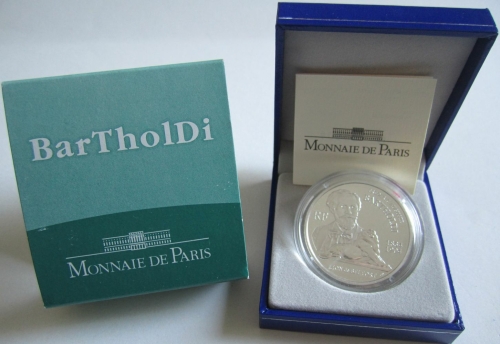 BarTholDi
MONNAIE DE PARIS
MONNAIE DE PARIS
RF